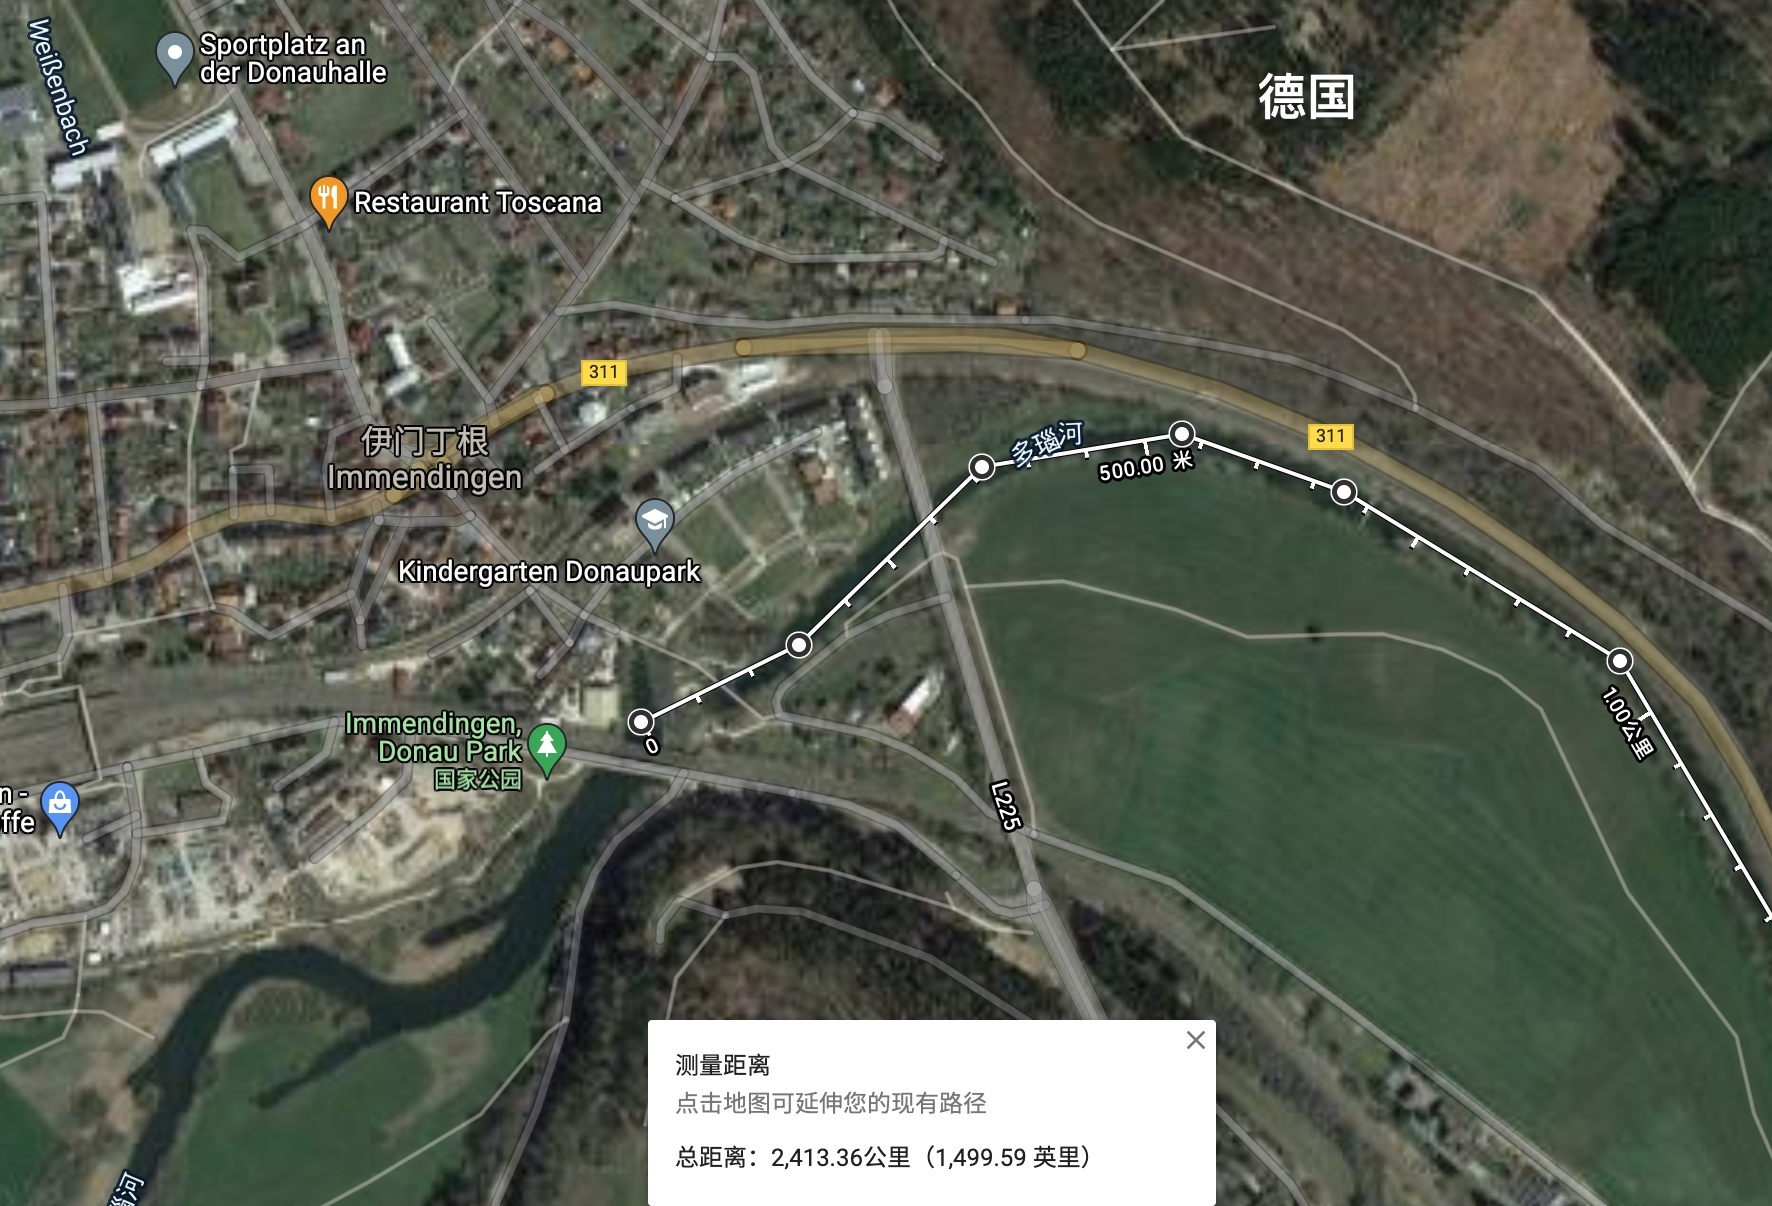 Weißenbach
Sportplatz an
der Donauhalle
德国
Restaurant Toscana
311
311
伊门丁根
Immendingen
多瑙河
500.00 米
Kindergarten Donaupark
0
1.00公里
Immendingen,
Donau Park
国家公园
L225
n -
ffe
测量距离
点击地图可延伸您的现有路径
总距离：2,413.36公里（1,499.59 英里）
瑙河